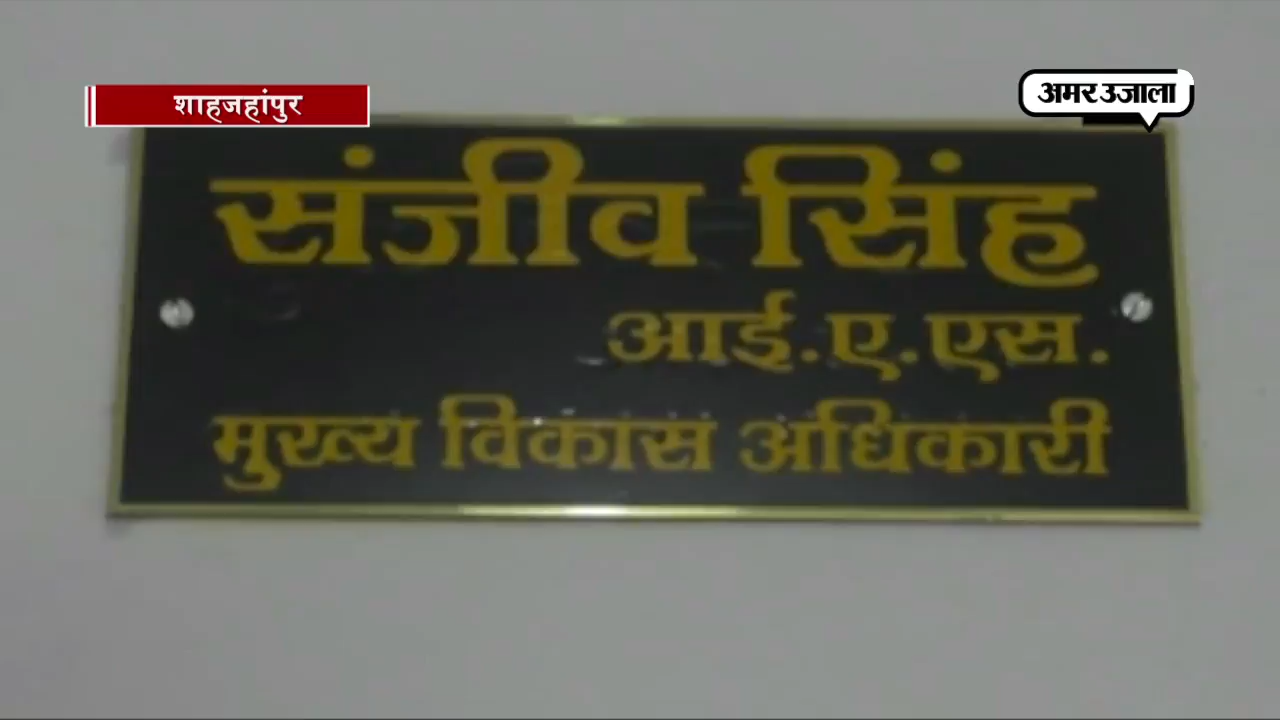 शाहजहांपुर
अमर उजाला
संजीव सिंह
आई.ए.एस.
मुख्य विकास अधिकारी